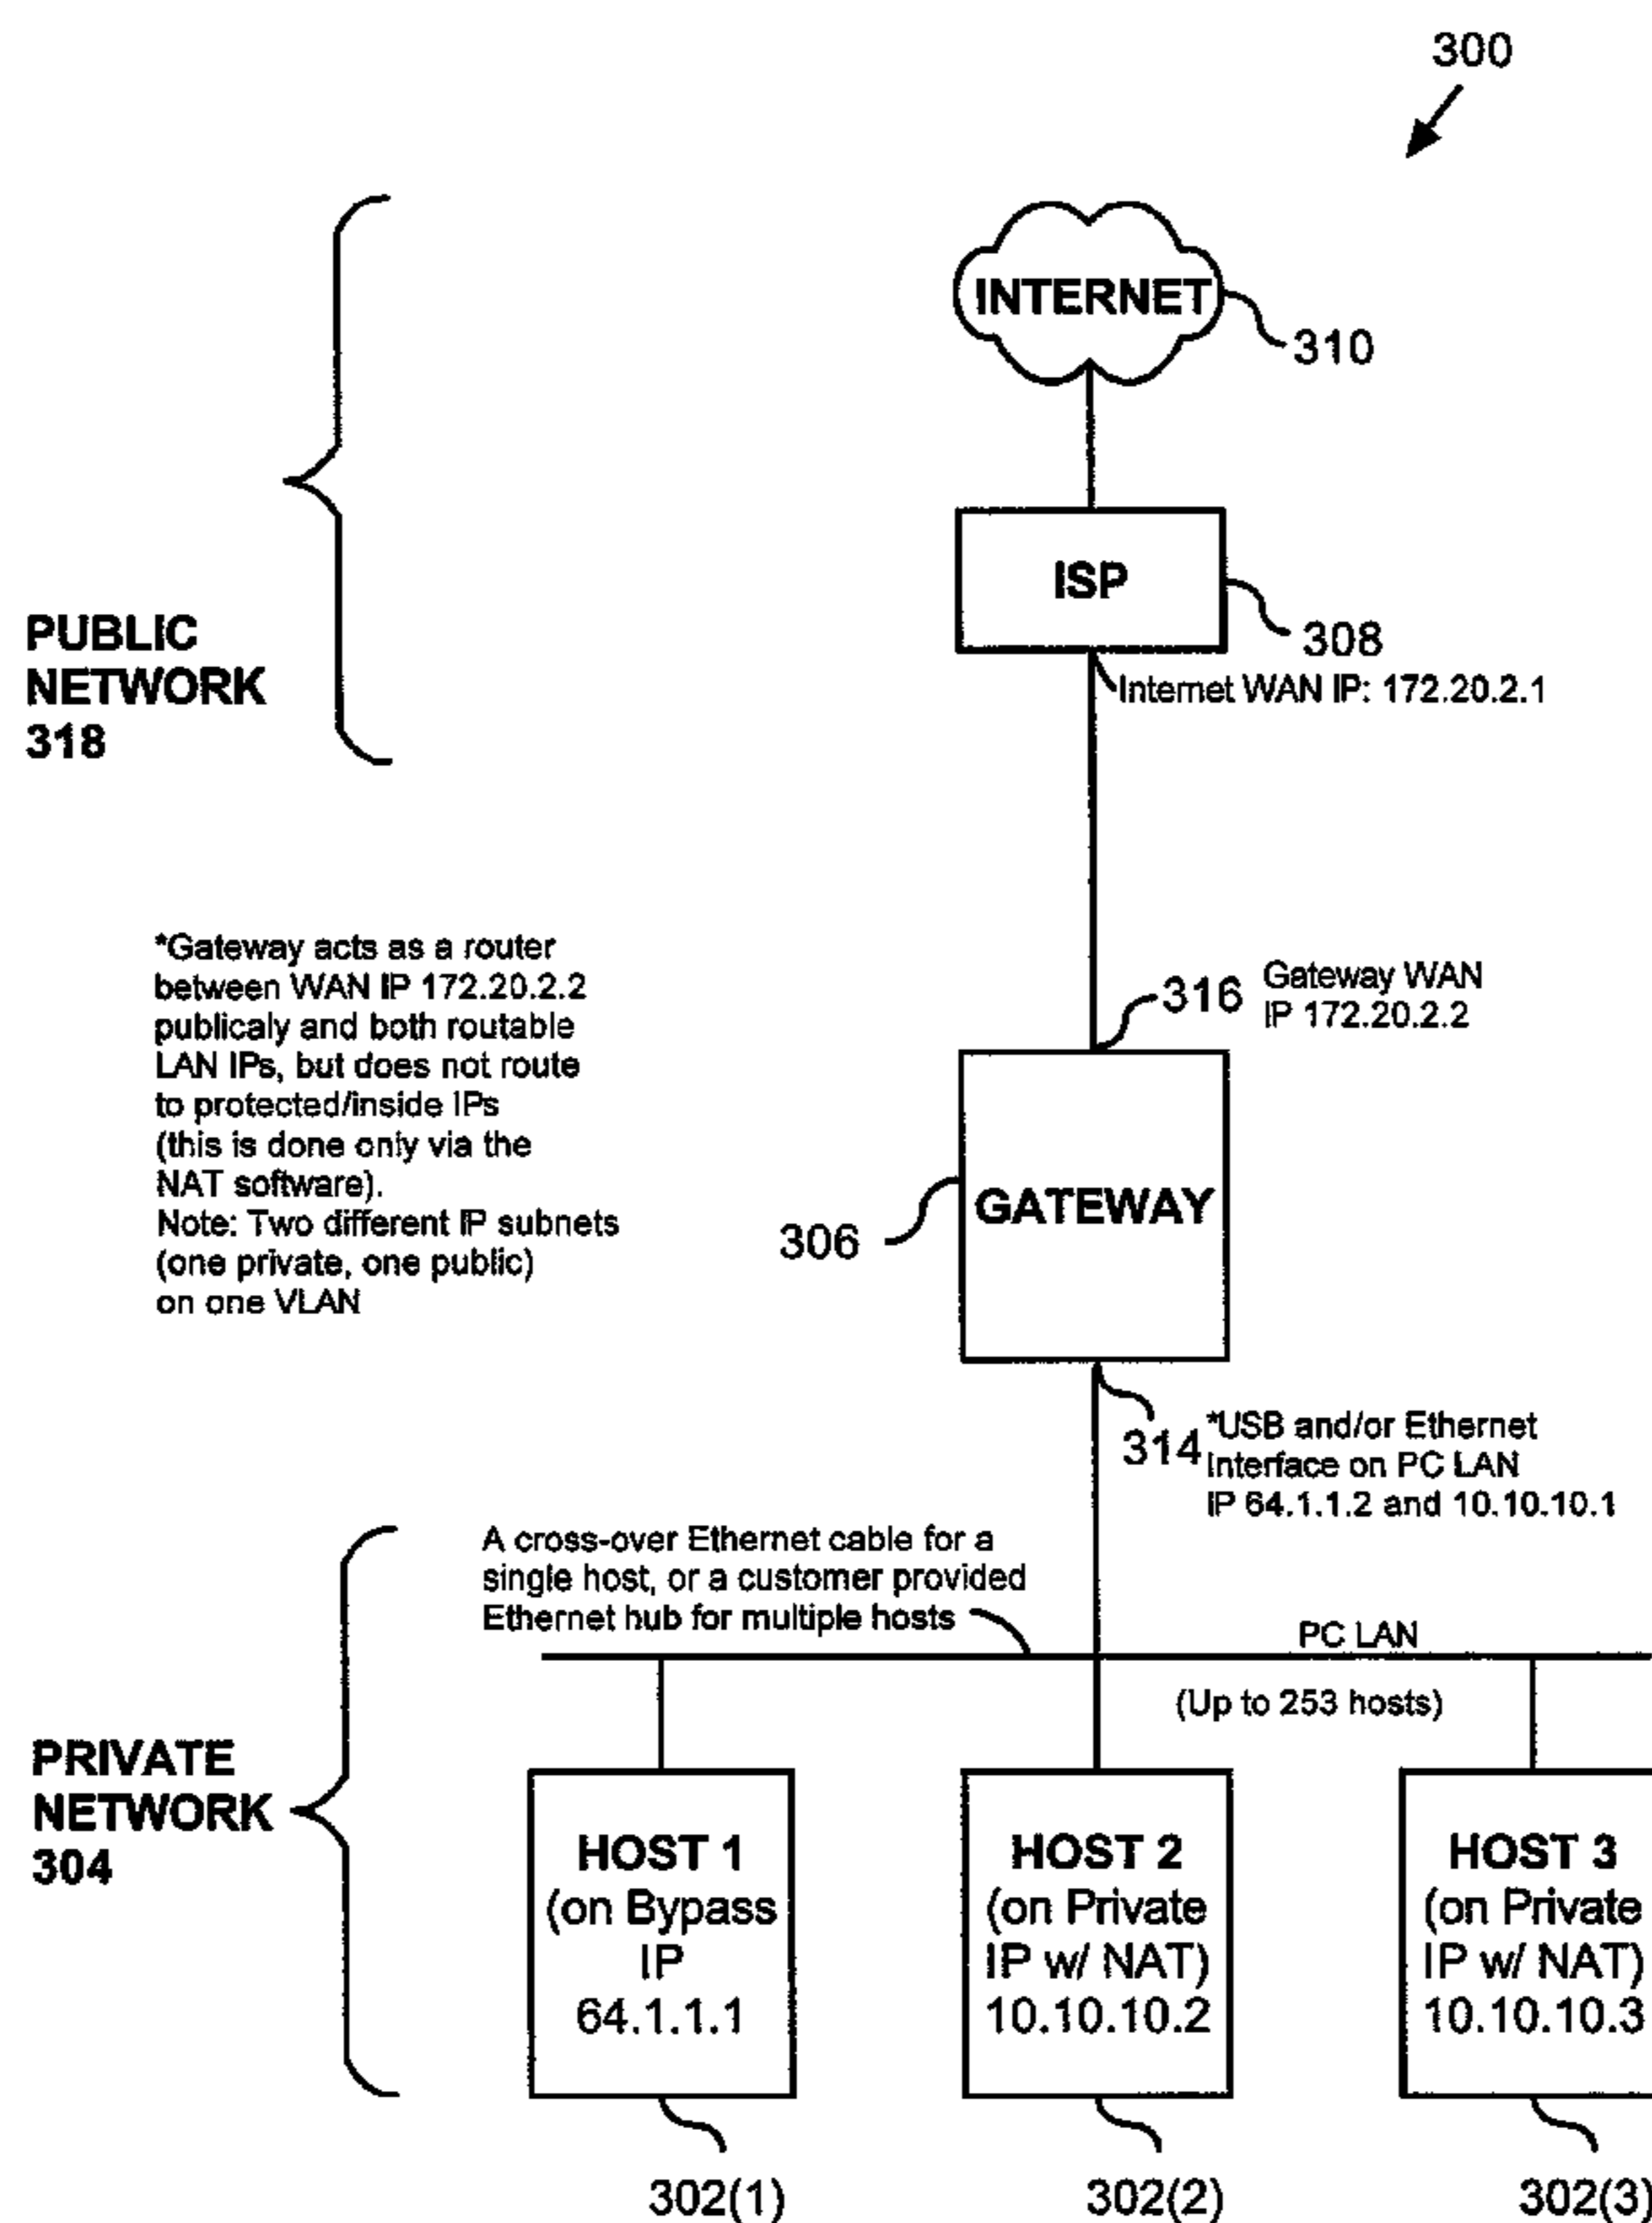 300
INTERNET
310
ISP
308
Internet WAN IP: 172.20.2.1
PUBLIC
NETWORK
318
*Gateway acts as a router
between WAN IP 172.20.2.2
publicaly and both routable
LAN IPs, but does not route
to protected/inside IPs
(this is done only via the
NAT software).
Note: Two different IP subnets
(one private, one public)
on one VLAN
316
Gateway WAN
IP 172.20.2.2
GATEWAY
306
314
*USB and/or Ethernet
Interface on PC LAN
IP 64.1.1.2 and 10.10.10.1
A cross-over Ethernet cable for a
single host, or a customer provided
Ethernet hub for multiple hosts
PC LAN
(Up to 253 hosts)
PRIVATE
NETWORK
304
HOST 1
(on Bypass
IP
64.1.1.1
HOST 2
(on Private
IP w/ NAT)
10.10.10.2
HOST 3
(on Private
IP w/ NAT)
10.10.10.3
302(1)
302(2)
302(3)